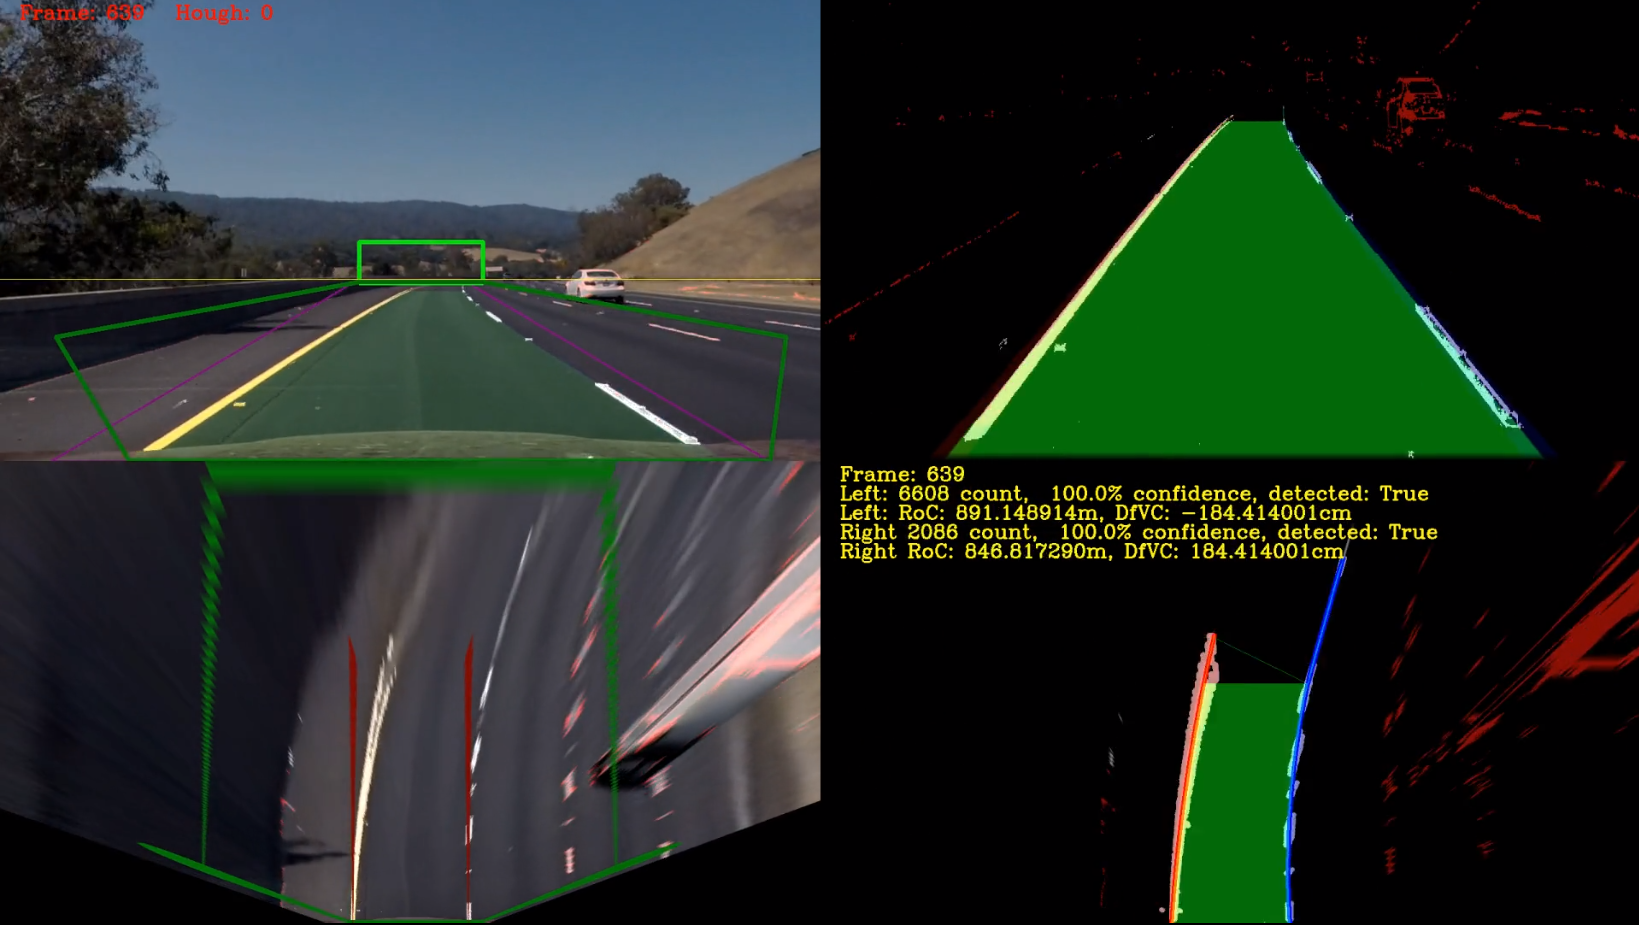 Frame: 639 Hough: 0
Frame: 639
Left: 6608 count, 100.0% confidence, detected: True
Left: RoC: 891.148914m, DfVC: −184.414001cm
Right 2086 count, 100.0% confidence, detected: True
Right RoC: 846.817290m, DfVC: 184.414001cm